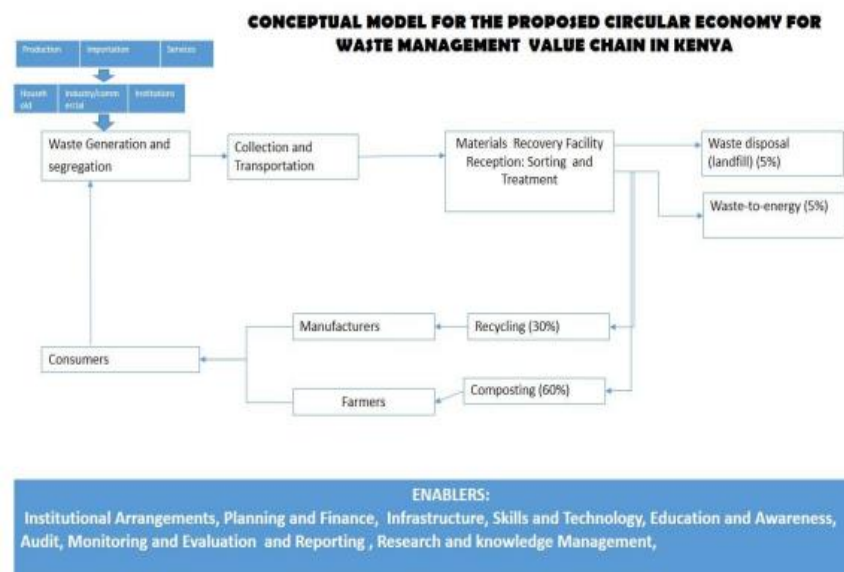 CONCEPTUAL MODEL FOR THE PROPOSED CIRCULAR ECONOMY FOR
WASTE MANAGEMENT VALUE CHAIN IN KENYA
Production
Importation
Services
Househ
old
Industry/comm
ercial
Institutions
Waste Generation and
segregation
Collection and
Transportation
Materials Recovery Facility
Reception: Sorting and
Treatment
Waste disposal
(landfill) (5%)
Waste-to-energy (5%)
Manufacturers
Recycling (30%)
Consumers
Farmers
Composting (60%)
ENABLERS:
Institutional Arrangements, Planning and Finance, Infrastructure, Skills and Technology, Education and Awareness,
Audit, Monitoring and Evaluation and Reporting , Research and knowledge Management,